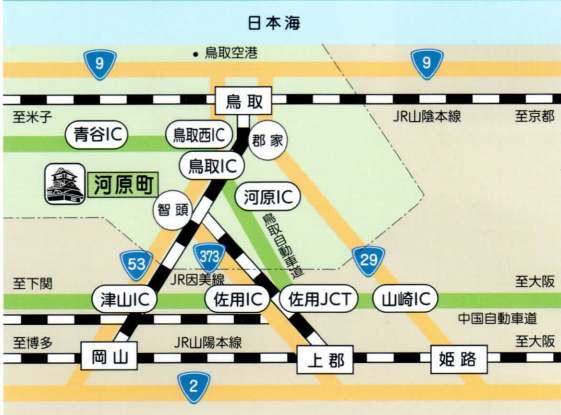 日本海
• 鳥取空港
9
9
鳥取
至米子
JR山陰本線
至京都
青谷IC
鳥取西IC
郡家
鳥取IC
河原町
河原IC
智頭
鳥取自動車道
53
373
29
JR因美線
至下関
至大阪
津山IC
佐用IC
佐用JCT
山崎IC
中国自動車道
至博多
JR山陽本線
至大阪
岡山
上郡
姫路
2